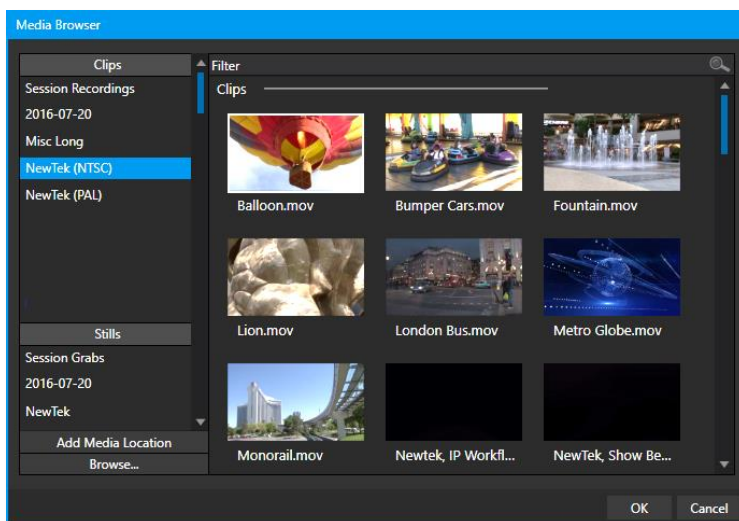 Media Browser
Clips
Session Recordings
2016-07-20
Misc Long
NewTek (NTSC)
NewTek (PAL)
Stills
Session Grabs
2016-07-20
NewTek
Add Media Location
Browse...
Filter
Clips
Balloon.mov
Bumper Cars.mov
Fountain.mov
Lion.mov
London Bus.mov
Metro Globe.mov
Monorail.mov
Newtek, IP Workfl...
NewTek, Show Be...
OK
Cancel